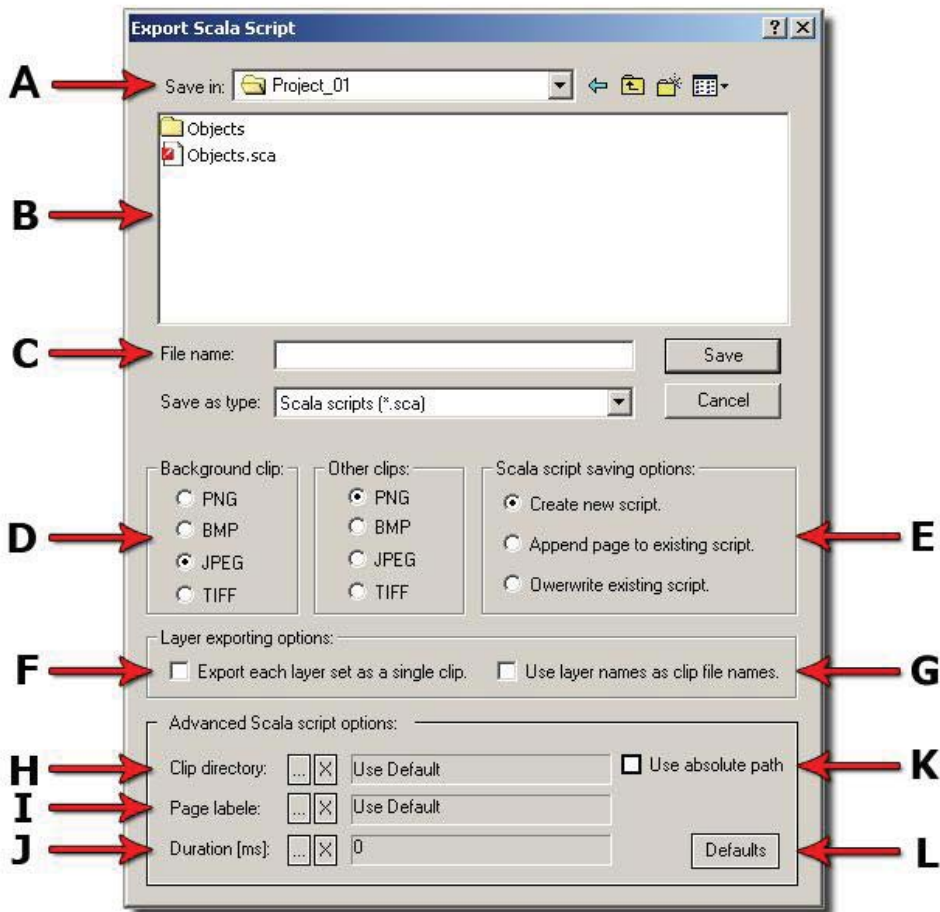 Export Scala Script
A
Save in: Project_01
Objects
Objects.sca
B
C
File name:
Save
Save as type: Scala scripts (*.sca)
Cancel
Background clip:
Other clips:
Scala script saving options:
PNG
PNG
Create new script.
BMP
BMP
D
Append page to existing script.
E
JPEG
JPEG
TIFF
TIFF
Owerwrite existing script.
Layer exporting options:
F
Export each layer set as a single clip.
Use layer names as clip file names.
G
Advanced Scala script options:
H
Clip directory: ... X Use Default
Use absolute path
K
I
Page labele: ... X Use Default
J
Duration [ms]: ... X 0
Defaults
L